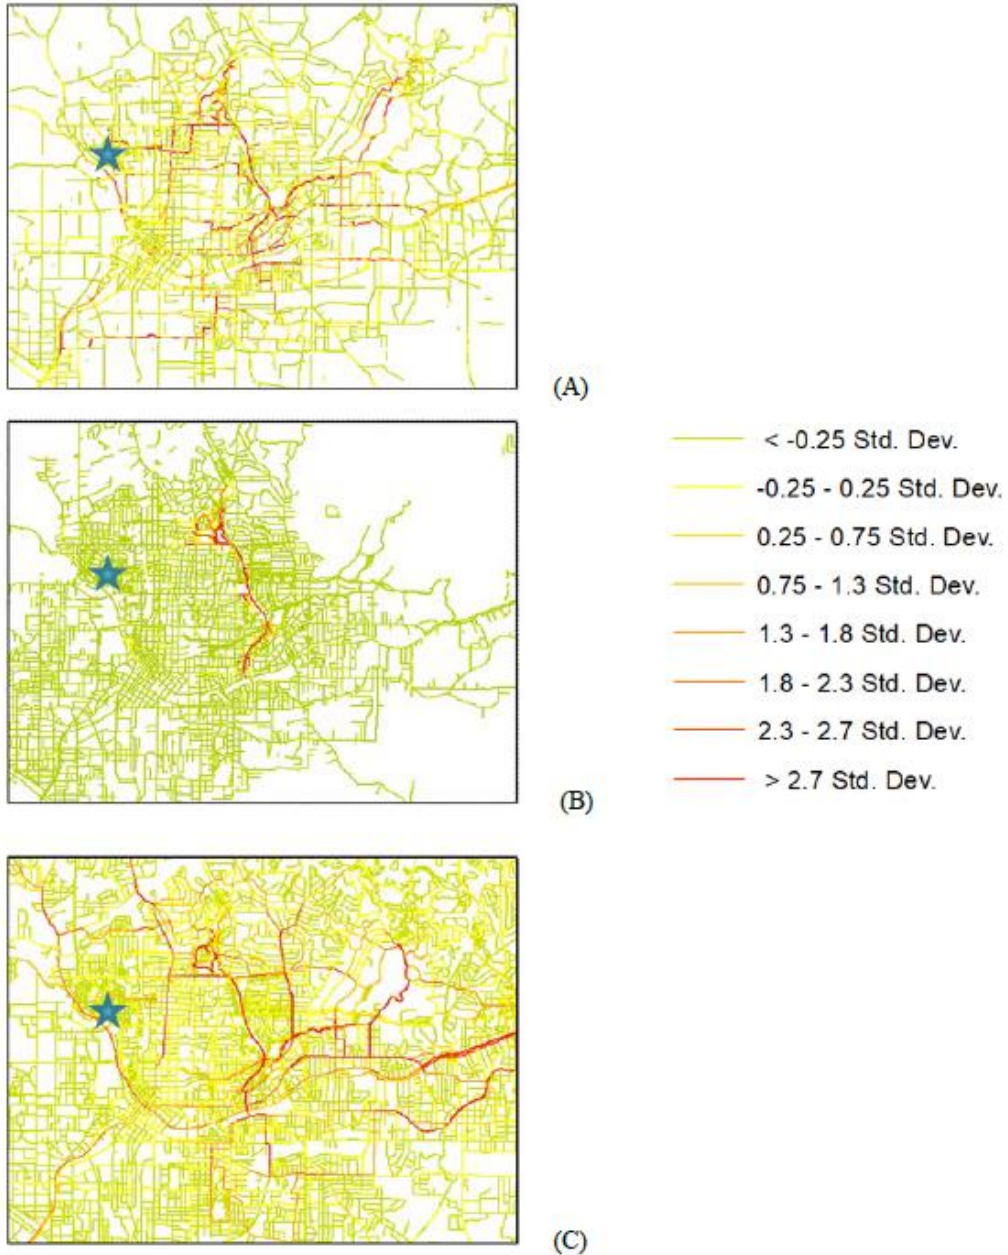 (A)
< -0.25 Std. Dev.
-0.25 - 0.25 Std. Dev.
0.25 - 0.75 Std. Dev.
0.75 - 1.3 Std. Dev.
1.3 - 1.8 Std. Dev.
1.8 - 2.3 Std. Dev.
2.3 - 2.7 Std. Dev.
> 2.7 Std. Dev.
(B)
(C)